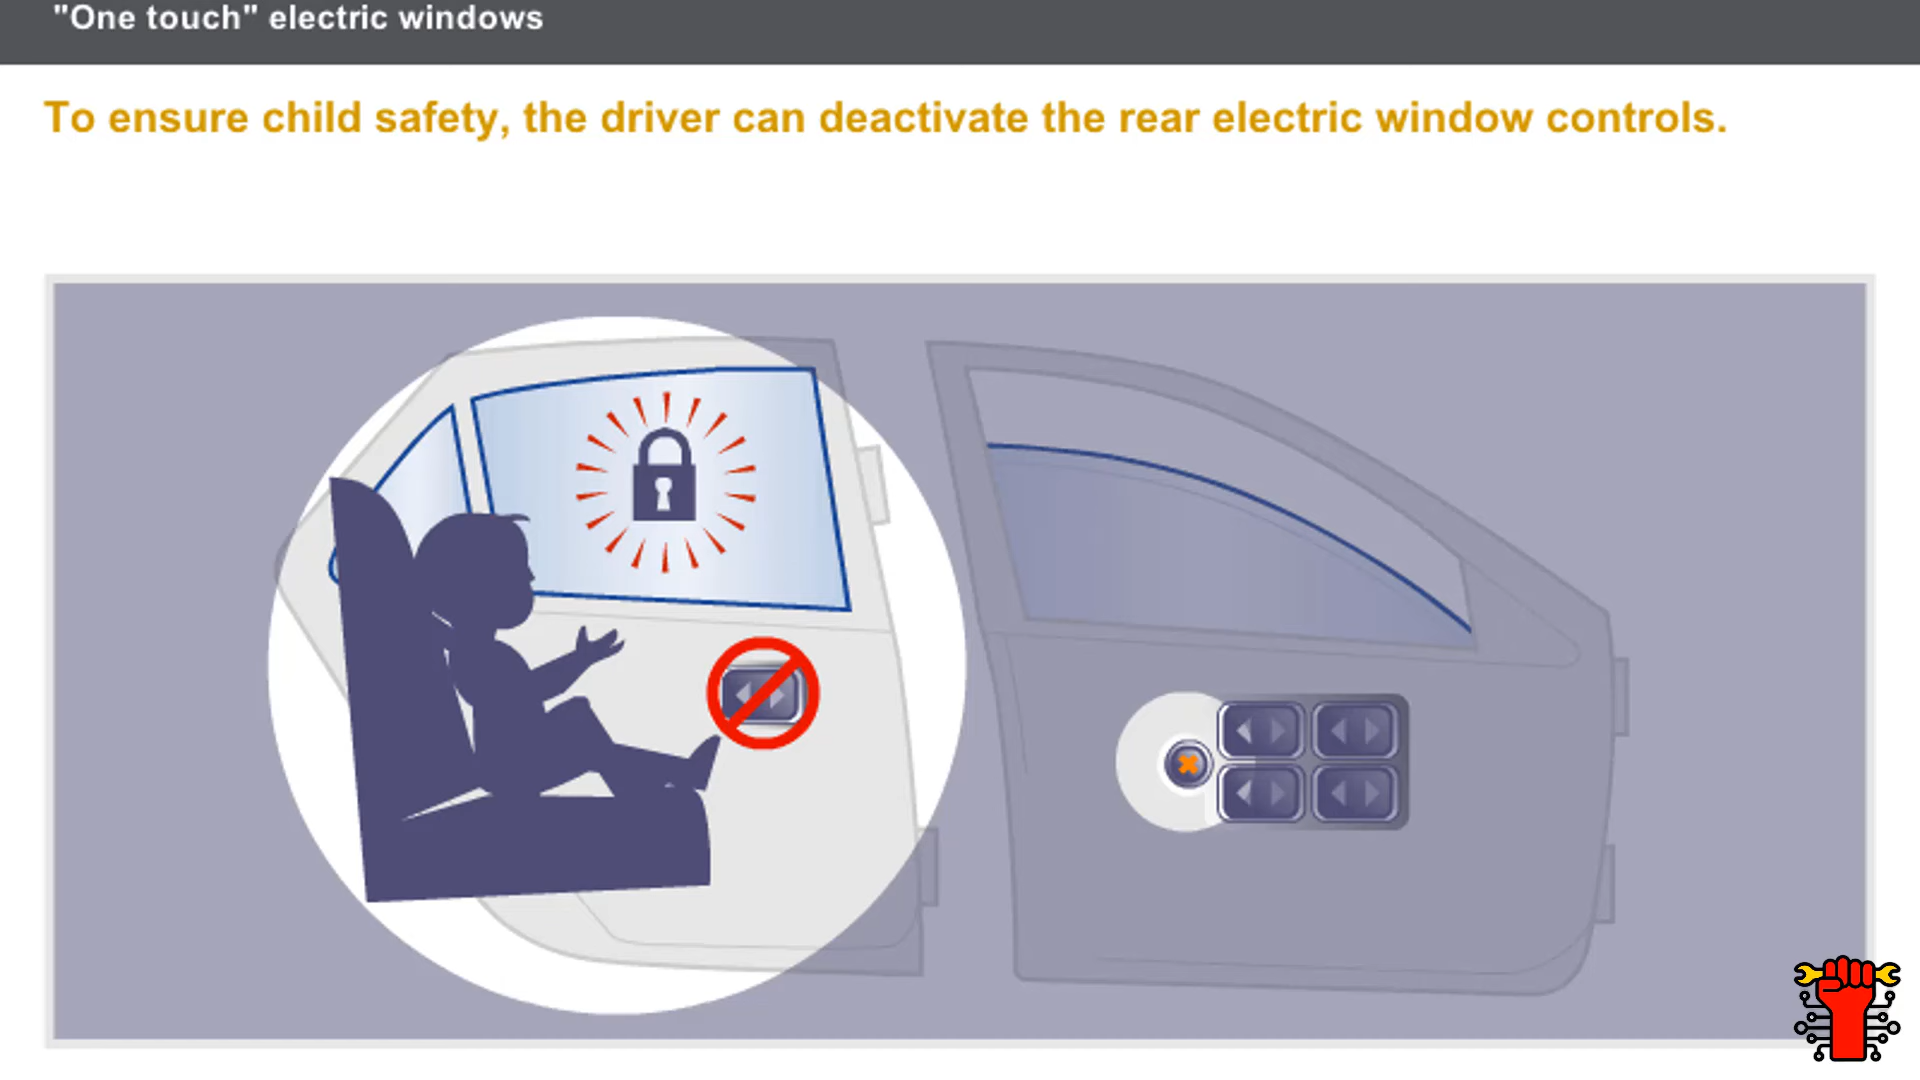 "One touch" electric windows
To ensure child safety, the driver can deactivate the rear electric window controls.